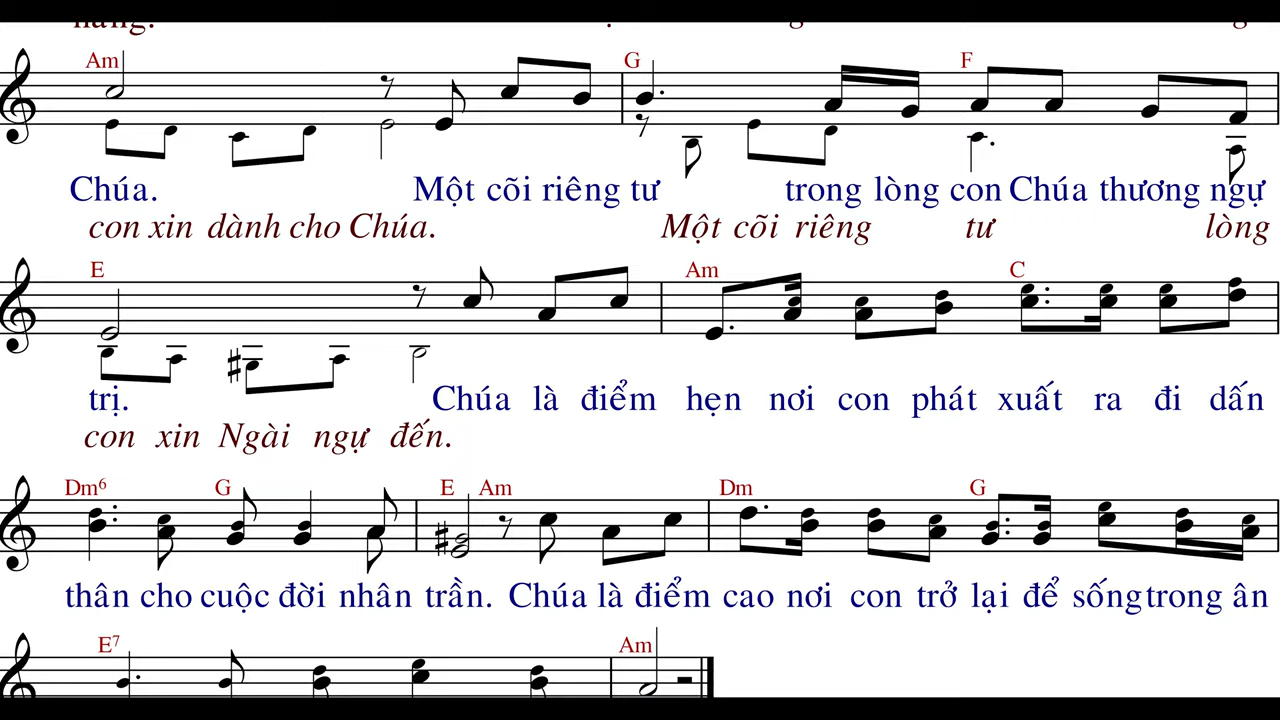 Am G F
Chúa. Một cõi riêng tư trong lòng con Chúa thương ngự
con xin dành cho Chúa. Một cõi riêng tư lòng
E Am C
trị. Chúa là điểm hẹn nơi con phát xuất ra đi dấn
con xin Ngài ngự đến.
Dm6 G E Am Dm G
thân cho cuộc đời nhân trần. Chúa là điểm cao nơi con trở lại để sống trong ân
E7 Am